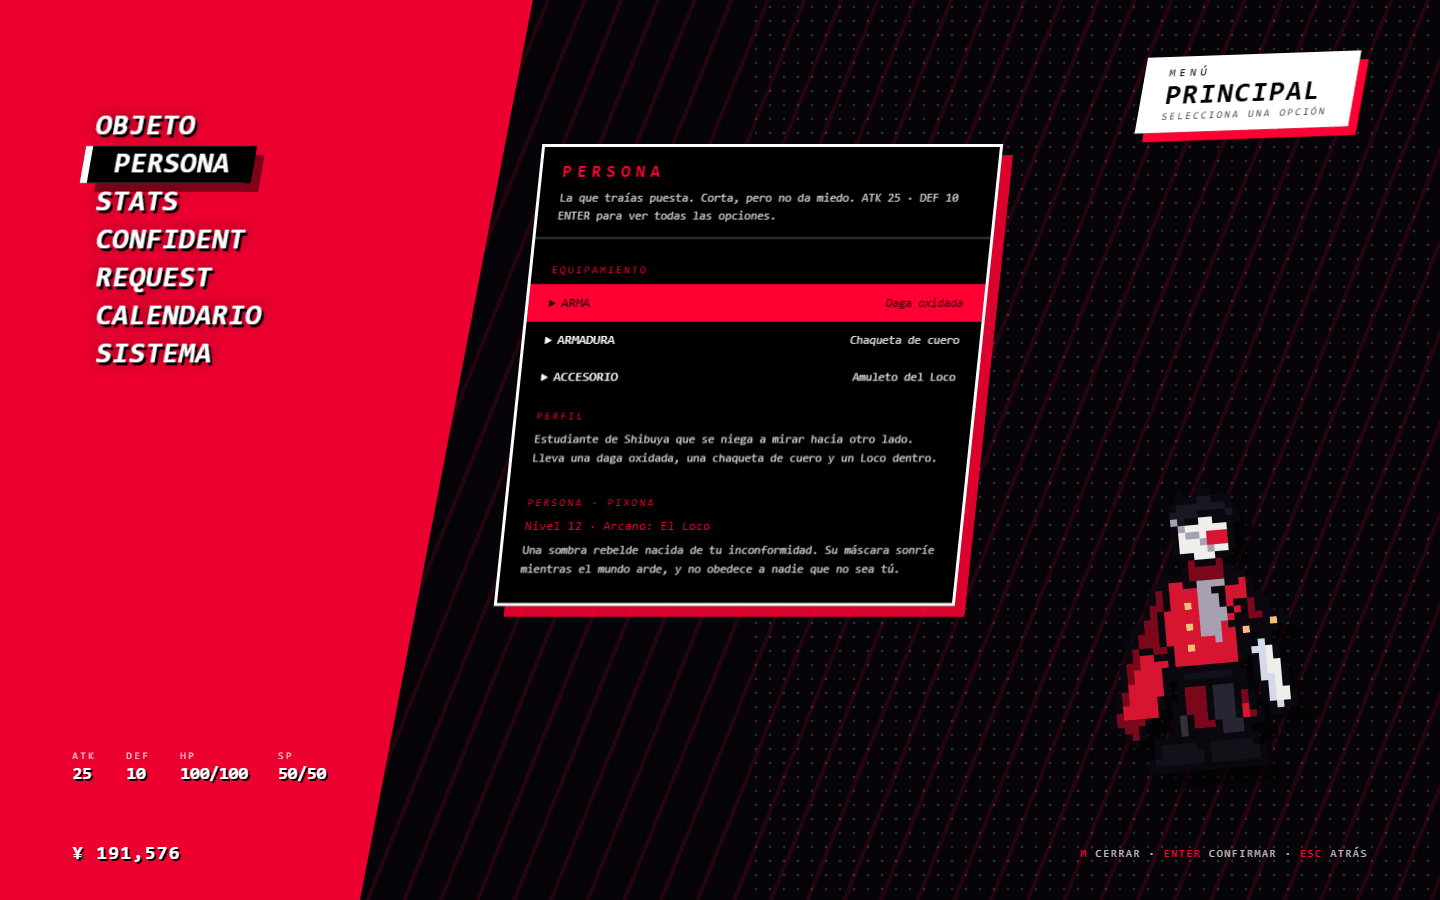 OBJETO
PERSONA
STATS
CONFIDENT
REQUEST
CALENDARIO
SISTEMA
MENÚ
PRINCIPAL
SELECCIONA UNA OPCIÓN
PERSONA
La que traías puesta. Corta, pero no da miedo. ATK 25 · DEF 10
ENTER para ver todas las opciones.
EQUIPAMIENTO
▶ ARMA Daga oxidada
▶ ARMADURA Chaqueta de cuero
▶ ACCESORIO Amuleto del Loco
PERFIL
Estudiante de Shibuya que se niega a mirar hacia otro lado.
Lleva una daga oxidada, una chaqueta de cuero y un Loco dentro.
PERSONA · PIXONA
Nivel 12 · Arcano: El Loco
Una sombra rebelde nacida de tu inconformidad. Su máscara sonríe
mientras el mundo arde, y no obedece a nadie que no sea tú.
ATK DEF HP SP
25 10 100/100 50/50
¥ 191,576
M CERRAR · ENTER CONFIRMAR · ESC ATRÁS